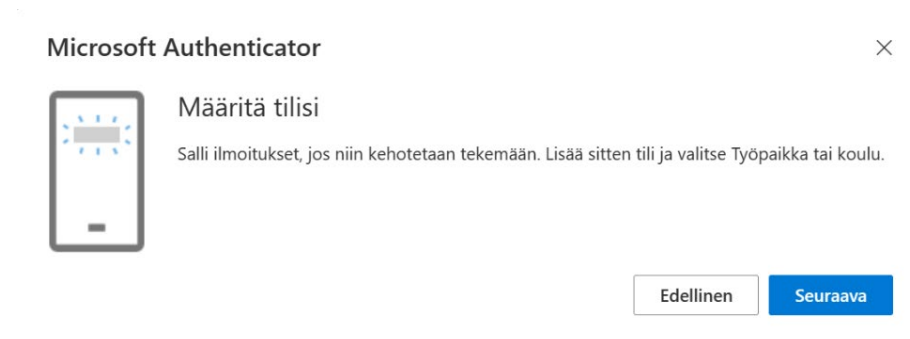 Microsoft Authenticator
Määritä tilisi
Salli ilmoitukset, jos niin kehotetaan tekemään. Lisää sitten tili ja valitse Työpaikka tai koulu.
Edellinen
Seuraava